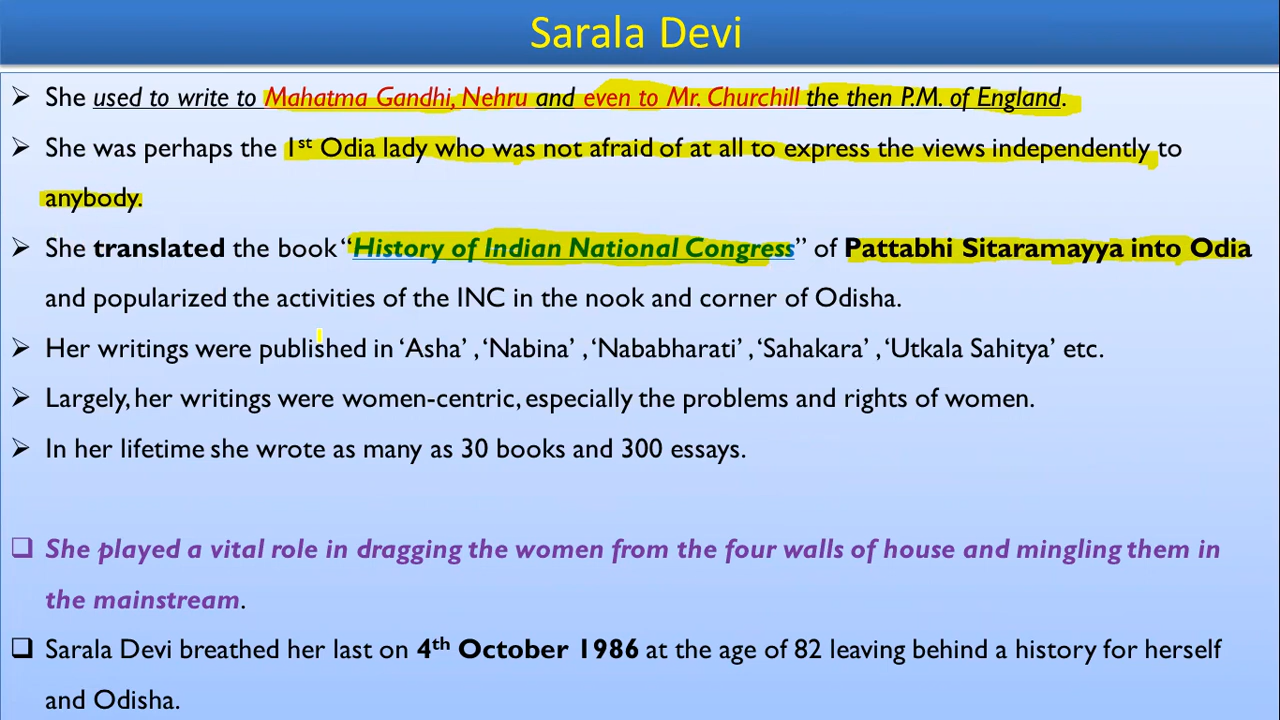 Sarala Devi
➢ She used to write to Mahatma Gandhi, Nehru and even to Mr. Churchill the then P.M. of England.
➢ She was perhaps the 1st Odia lady who was not afraid of at all to express the views independently to
anybody.
➢ She translated the book “History of Indian National Congress” of Pattabhi Sitaramayya into Odia
and popularized the activities of the INC in the nook and corner of Odisha.
➢ Her writings were published in ‘Asha’ , ‘Nabina’ , ‘Nababharati’ , ‘Sahakara’ , ‘Utkala Sahitya’ etc.
➢ Largely, her writings were women-centric, especially the problems and rights of women.
➢ In her lifetime she wrote as many as 30 books and 300 essays.
❑ She played a vital role in dragging the women from the four walls of house and mingling them in
the mainstream.
❑ Sarala Devi breathed her last on 4th October 1986 at the age of 82 leaving behind a history for herself
and Odisha.